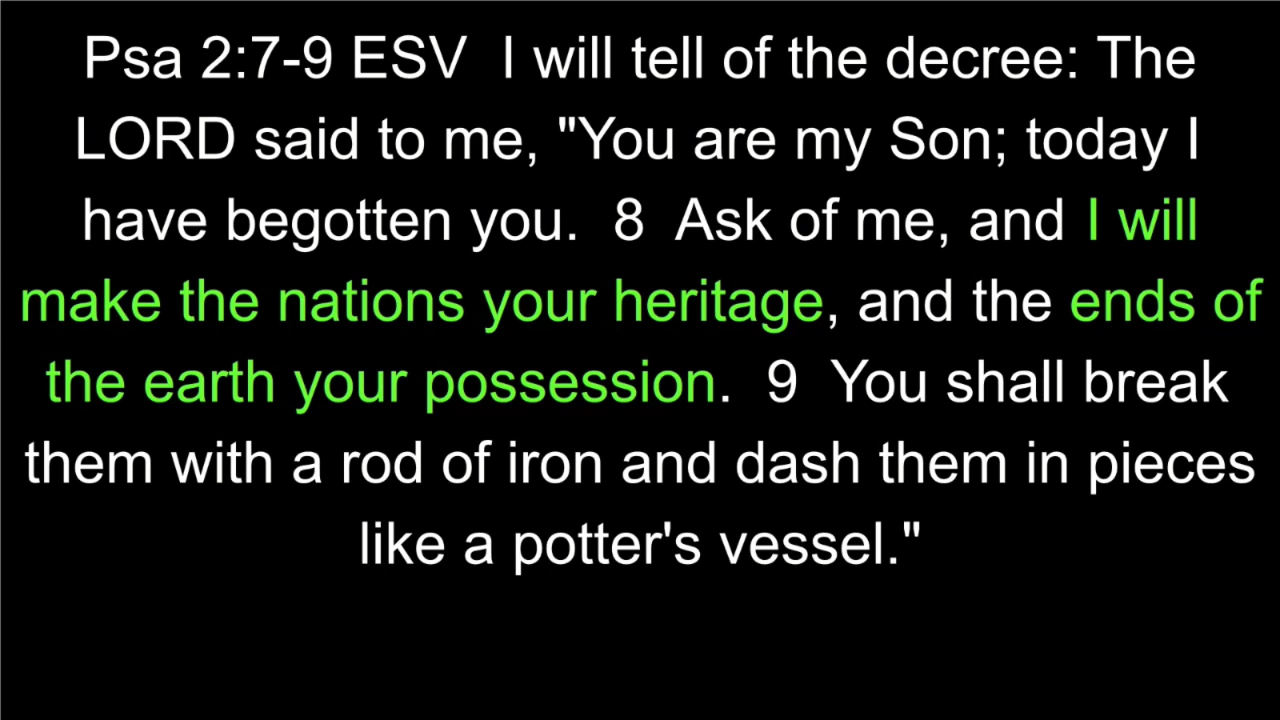 Psa 2:7-9 ESV  I will tell of the decree: The
LORD said to me, "You are my Son; today I
have begotten you.  8  Ask of me, and I will
make the nations your heritage, and the ends of
the earth your possession.  9  You shall break
them with a rod of iron and dash them in pieces
like a potter's vessel."